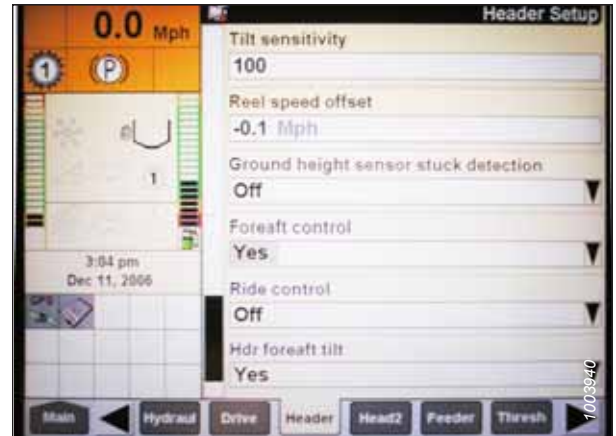 0.0 Mph
1
(P)
1
3:04 pm
Dec 11, 2006
GPS
Header Setup
Tilt sensitivity
100
Reel speed offset
-0.1 Mph
Ground height sensor stuck detection
Off
Foreaft control
Yes
Ride control
Off
Hdr foreaft tilt
Yes
Main Hydraul Drive Header Head2 Feeder Thresh
1003940